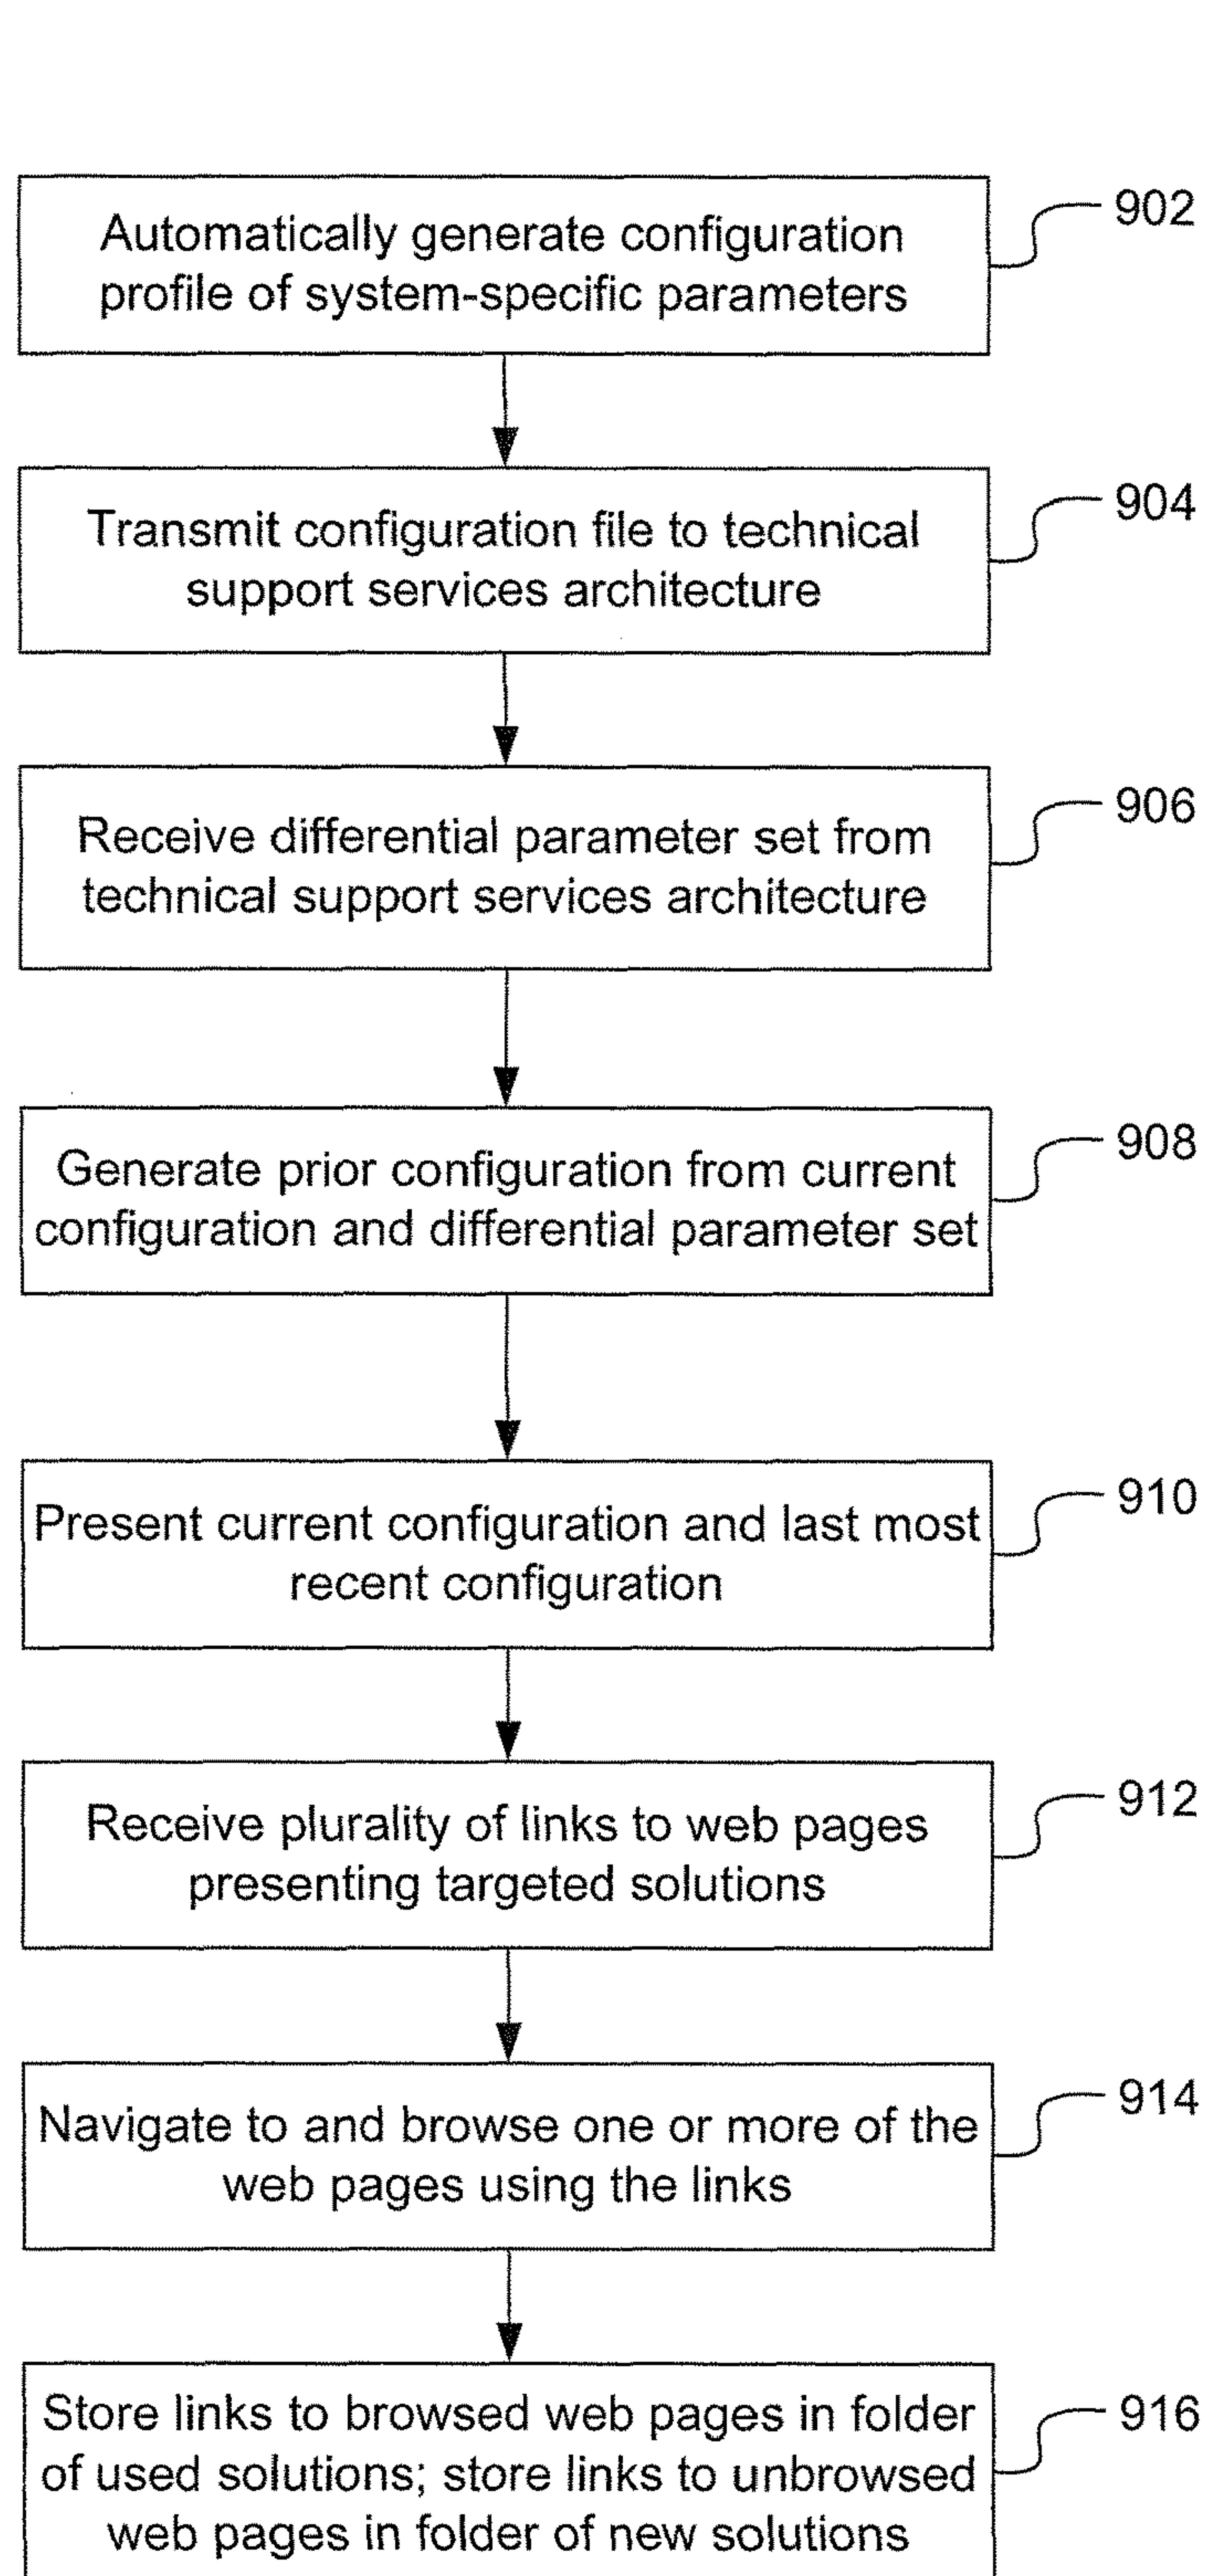 Automatically generate configuration
profile of system-specific parameters
902
Transmit configuration file to technical
support services architecture
904
Receive differential parameter set from
technical support services architecture
906
Generate prior configuration from current
configuration and differential parameter set
908
Present current configuration and last most
recent configuration
910
Receive plurality of links to web pages
presenting targeted solutions
912
Navigate to and browse one or more of the
web pages using the links
914
Store links to browsed web pages in folder
of used solutions; store links to unbrowsed
web pages in folder of new solutions
916